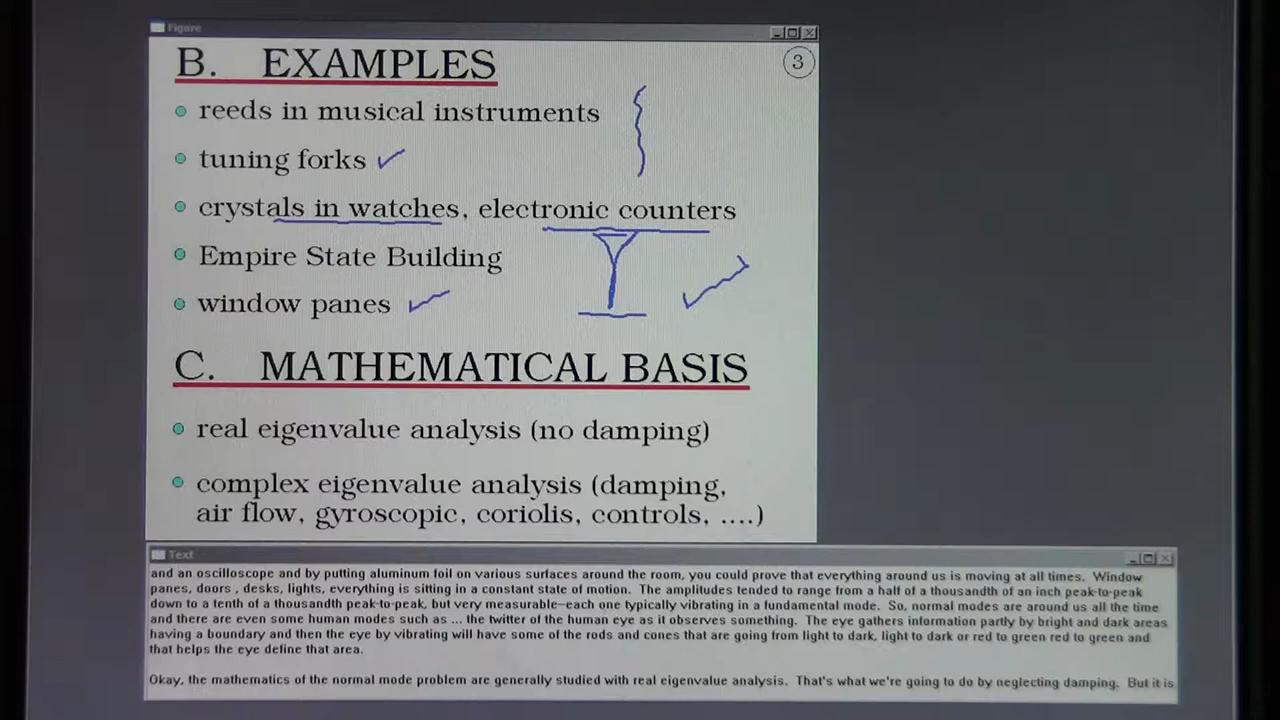 Figure
B. EXAMPLES
3
reeds in musical instruments
tuning forks
crystals in watches, electronic counters
Empire State Building
window panes
C. MATHEMATICAL BASIS
real eigenvalue analysis (no damping)
complex eigenvalue analysis (damping,
air flow, gyroscopic, coriolis, controls, ....)
Text
and an oscilloscope and by putting aluminum foil on various surfaces around the room, you could prove that everything around us is moving at all times. Window
panes, doors , desks, lights, everything is sitting in a constant state of motion. The amplitudes tended to range from a half of a thousandth of an inch peak-to-peak
down to a tenth of a thousandth peak-to-peak, but very measurable--each one typically vibrating in a fundamental mode. So, normal modes are around us all the time
and there are even some human modes such as ... the twitter of the human eye as it observes something. The eye gathers information partly by bright and dark areas
having a boundary and then the eye by vibrating will have some of the rods and cones that are going from light to dark, light to dark or red to green red to green and
that helps the eye define that area.
Okay, the mathematics of the normal mode problem are generally studied with real eigenvalue analysis. That's what we're going to do by neglecting damping. But it is